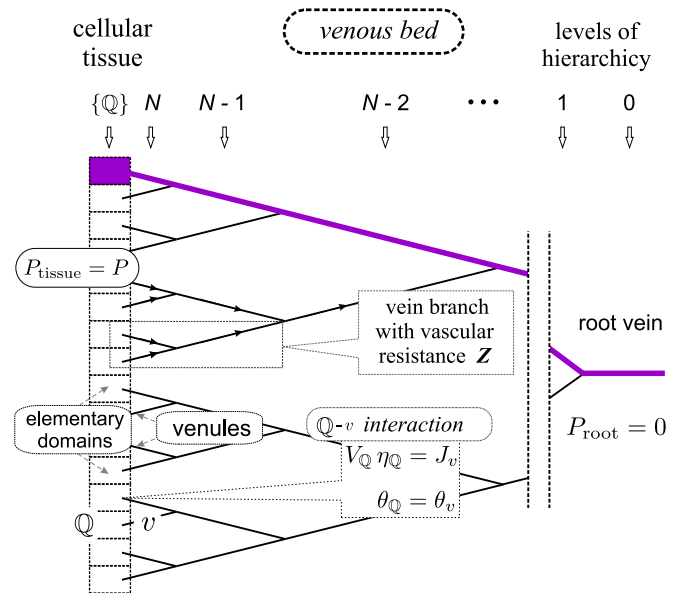 cellular
tissue
venous bed
levels of
hierarchicy
{ℚ}
N
N - 1
N - 2
•••
1
0
P_tissue = P
vein branch
with vascular
resistance Z
root vein
elementary
domains
venules
ℚ-v interaction
V_ℚ η_ℚ = J_v
P_root = 0
θ_ℚ = θ_v
ℚ
v